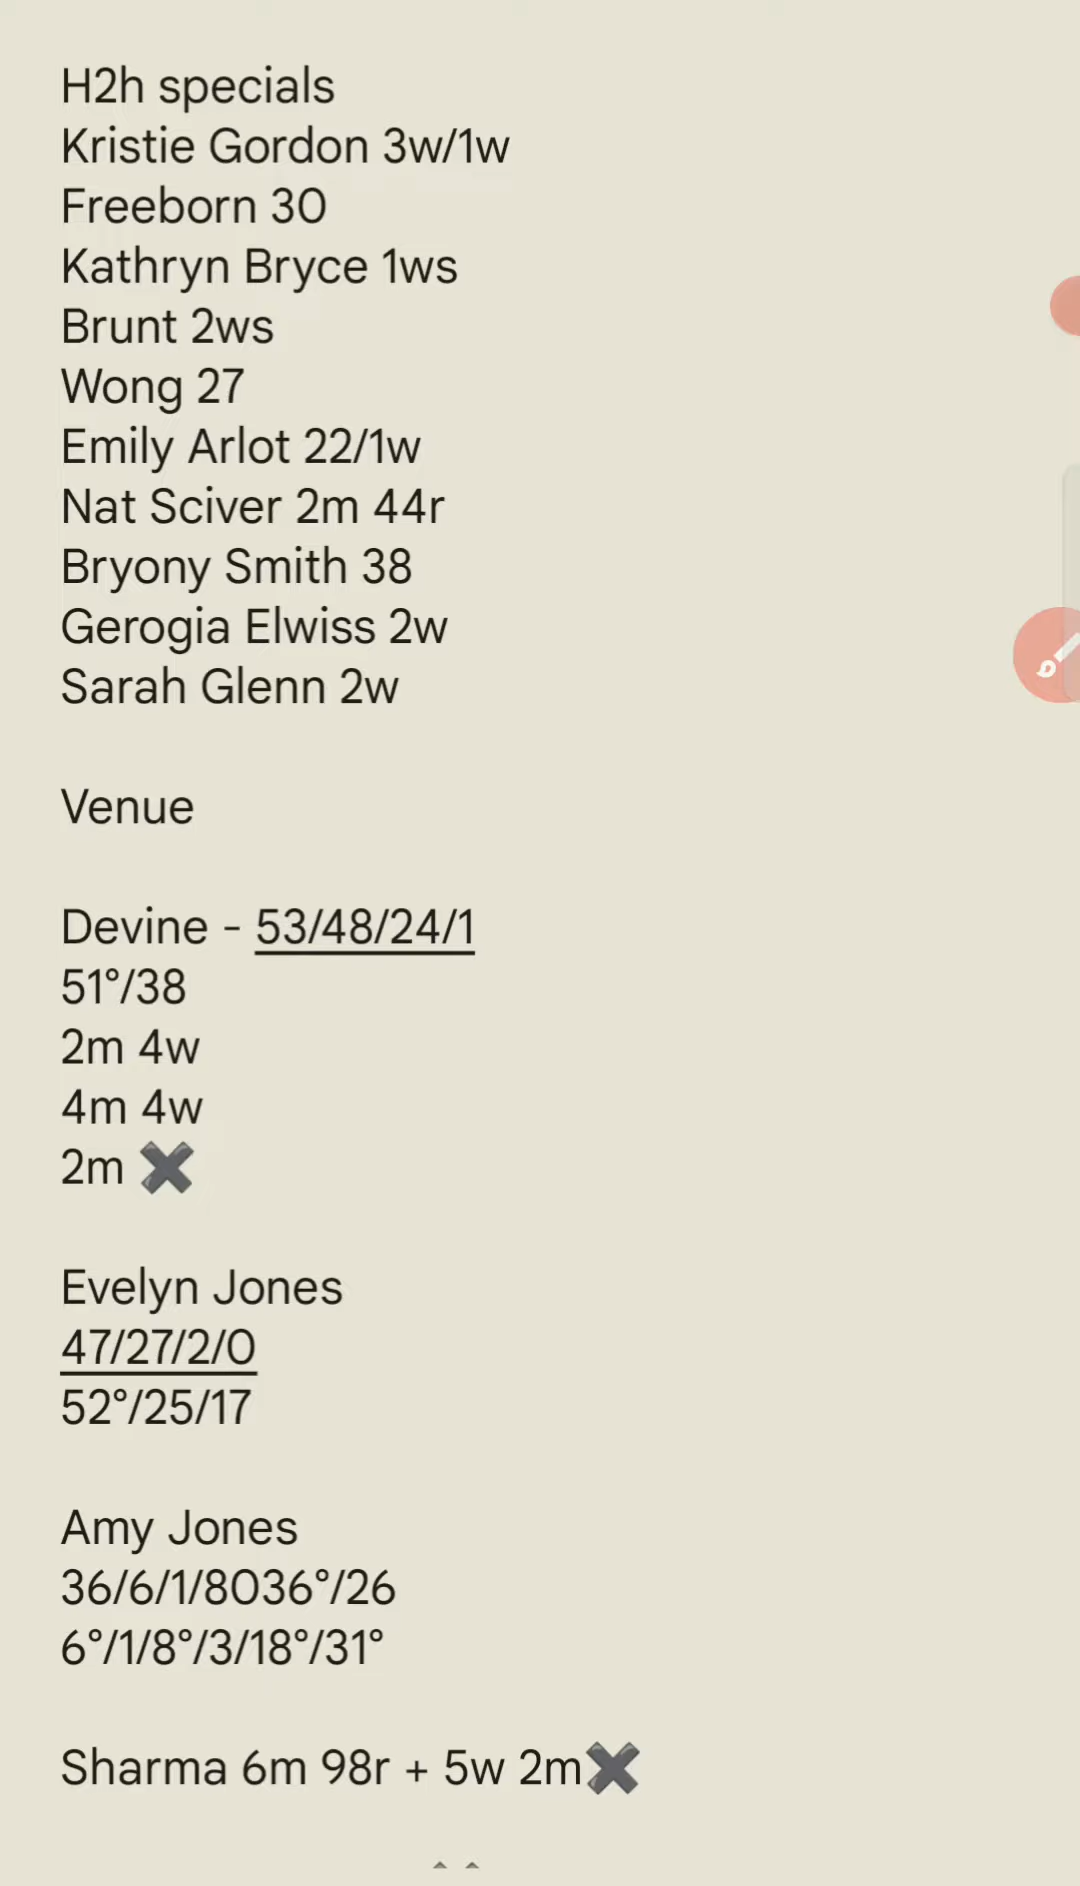 H2h specials
Kristie Gordon 3w/1w
Freeborn 30
Kathryn Bryce 1ws
Brunt 2ws
Wong 27
Emily Arlot 22/1w
Nat Sciver 2m 44r
Bryony Smith 38
Gerogia Elwiss 2w
Sarah Glenn 2w
Venue
Devine - 53/48/24/1
51°/38
2m 4w
4m 4w
2m ✖
Evelyn Jones
47/27/2/0
52°/25/17
Amy Jones
36/6/1/8036°/26
6°/1/8°/3/18°/31°
Sharma 6m 98r + 5w 2m✖